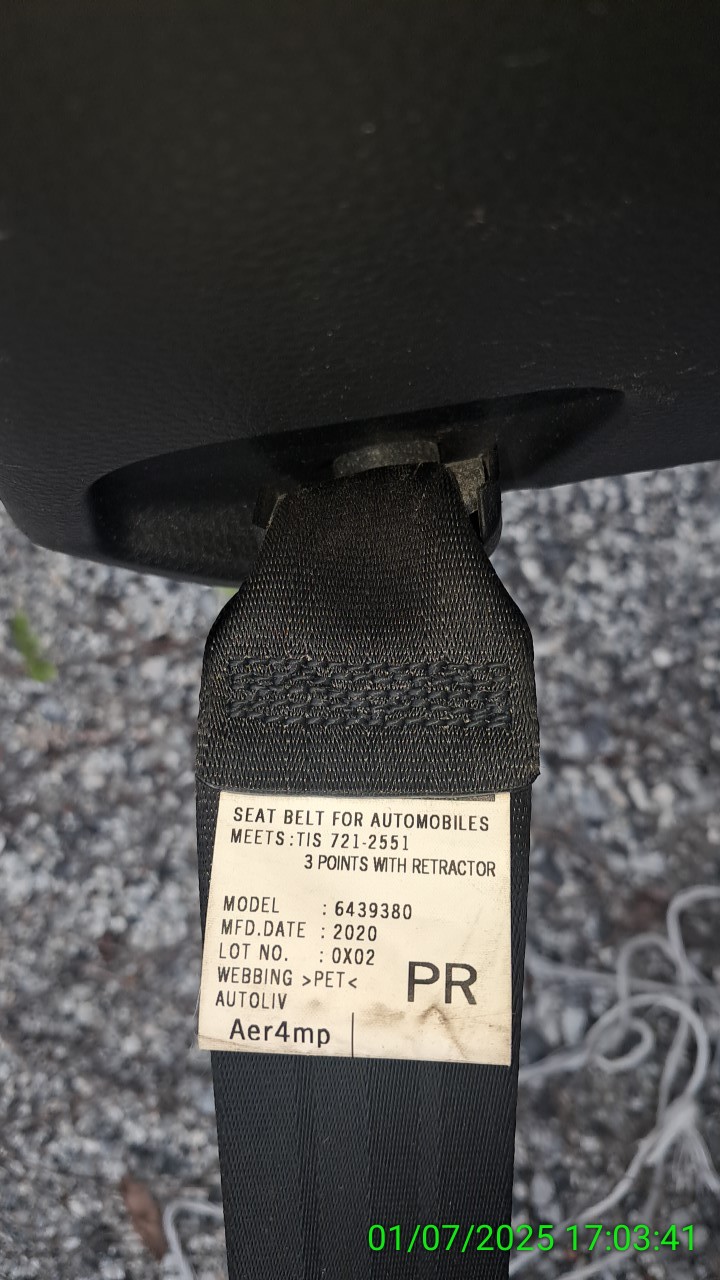 SEAT BELT FOR AUTOMOBILES
MEETS:TIS 721-2551
3 POINTS WITH RETRACTOR
MODEL : 6439380
MFD.DATE : 2020
LOT NO. : 0X02
WEBBING >PET<
PR
AUTOLIV
Aer4mp
01/07/2025 17:03:41